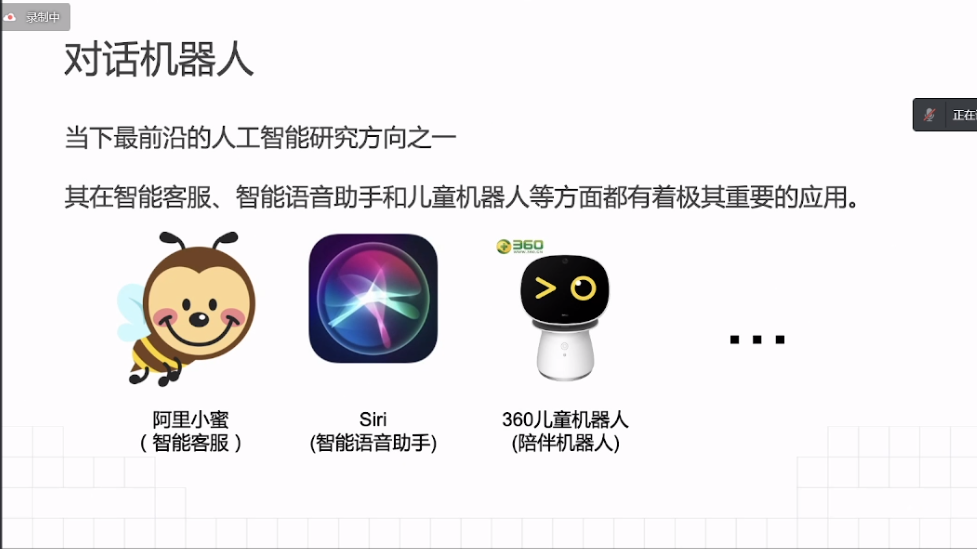 录制中
对话机器人
正在
当下最前沿的人工智能研究方向之一
其在智能客服、智能语音助手和儿童机器人等方面都有着极其重要的应用。
360
阿里小蜜
（智能客服）
Siri
(智能语音助手)
360儿童机器人
(陪伴机器人)